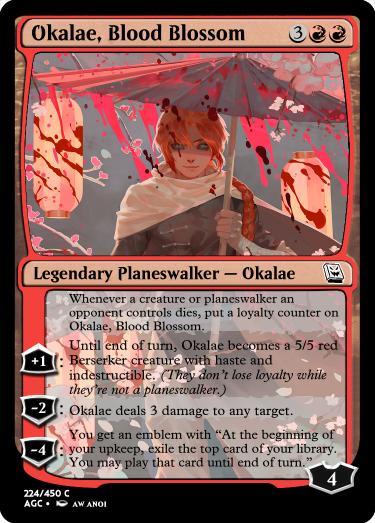 Okalae, Blood Blossom 3
Legendary Planeswalker — Okalae
Whenever a creature or planeswalker an
opponent controls dies, put a loyalty counter on
Okalae, Blood Blossom.
Until end of turn, Okalae becomes a 5/5 red
+1: Berserker creature with haste and
indestructible. (They don't lose loyalty while
they're not a planeswalker.)
-2: Okalae deals 3 damage to any target.
You get an emblem with “At the beginning of
-4: your upkeep, exile the top card of your library.
You may play that card until end of turn.”
4
224/450 C
AGC • AW ANOI